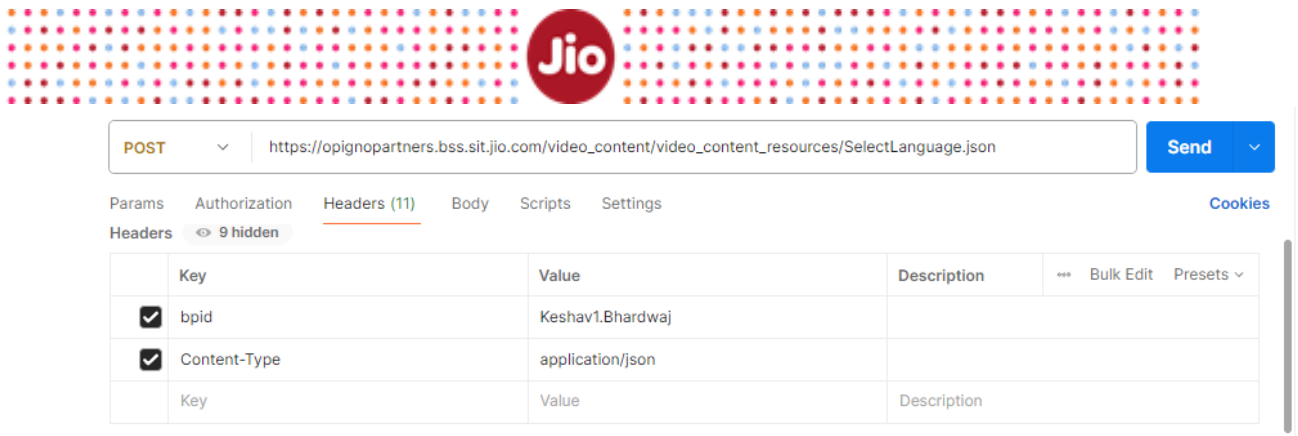 Jio
POST https://opignopartners.bss.sit.jio.com/video_content/video_content_resources/SelectLanguage.json Send
Params Authorization Headers (11) Body Scripts Settings Cookies
Headers 9 hidden
Key Value Description Bulk Edit Presets
bpid Keshav1.Bhardwaj
Content-Type application/json
Key Value Description